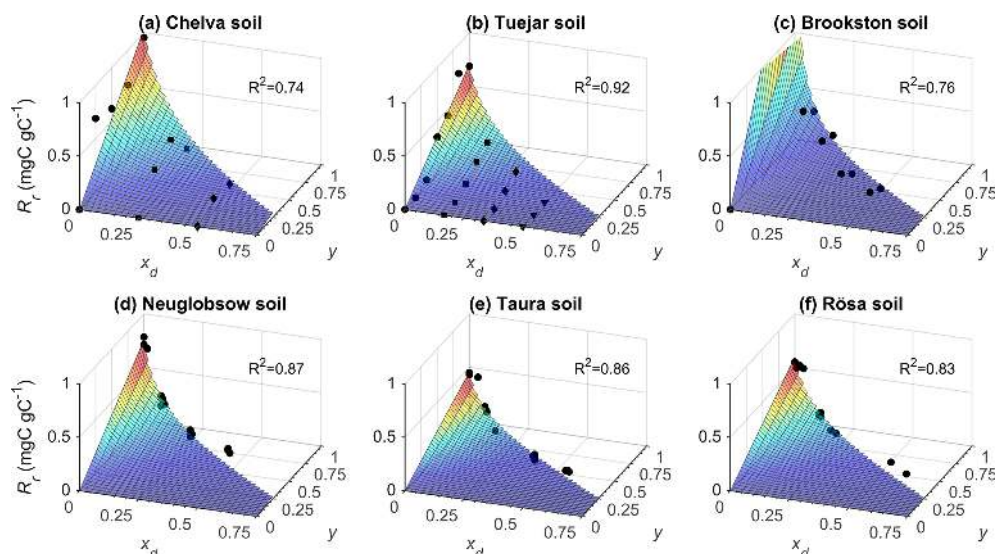 (a) Chelva soil
(b) Tuejar soil
(c) Brookston soil
R²=0.74
R²=0.92
R²=0.76
R_r (mgC gC⁻¹)
1
0.5
0
0
0.25
0.5
0.75
x_d
0
0.25
0.5
0.75
1
y
1
0.5
0
0
0.25
0.5
0.75
x_d
0
0.25
0.5
0.75
1
y
1
0.5
0
0
0.25
0.5
0.75
x_d
0
0.25
0.5
0.75
1
y
(d) Neuglobsow soil
(e) Taura soil
(f) Rösa soil
R²=0.87
R²=0.86
R²=0.83
R_r (mgC gC⁻¹)
1
0.5
0
0
0.25
0.5
0.75
x_d
0
0.25
0.5
0.75
1
y
1
0.5
0
0
0.25
0.5
0.75
x_d
0
0.25
0.5
0.75
1
y
1
0.5
0
0
0.25
0.5
0.75
x_d
0
0.25
0.5
0.75
1
y